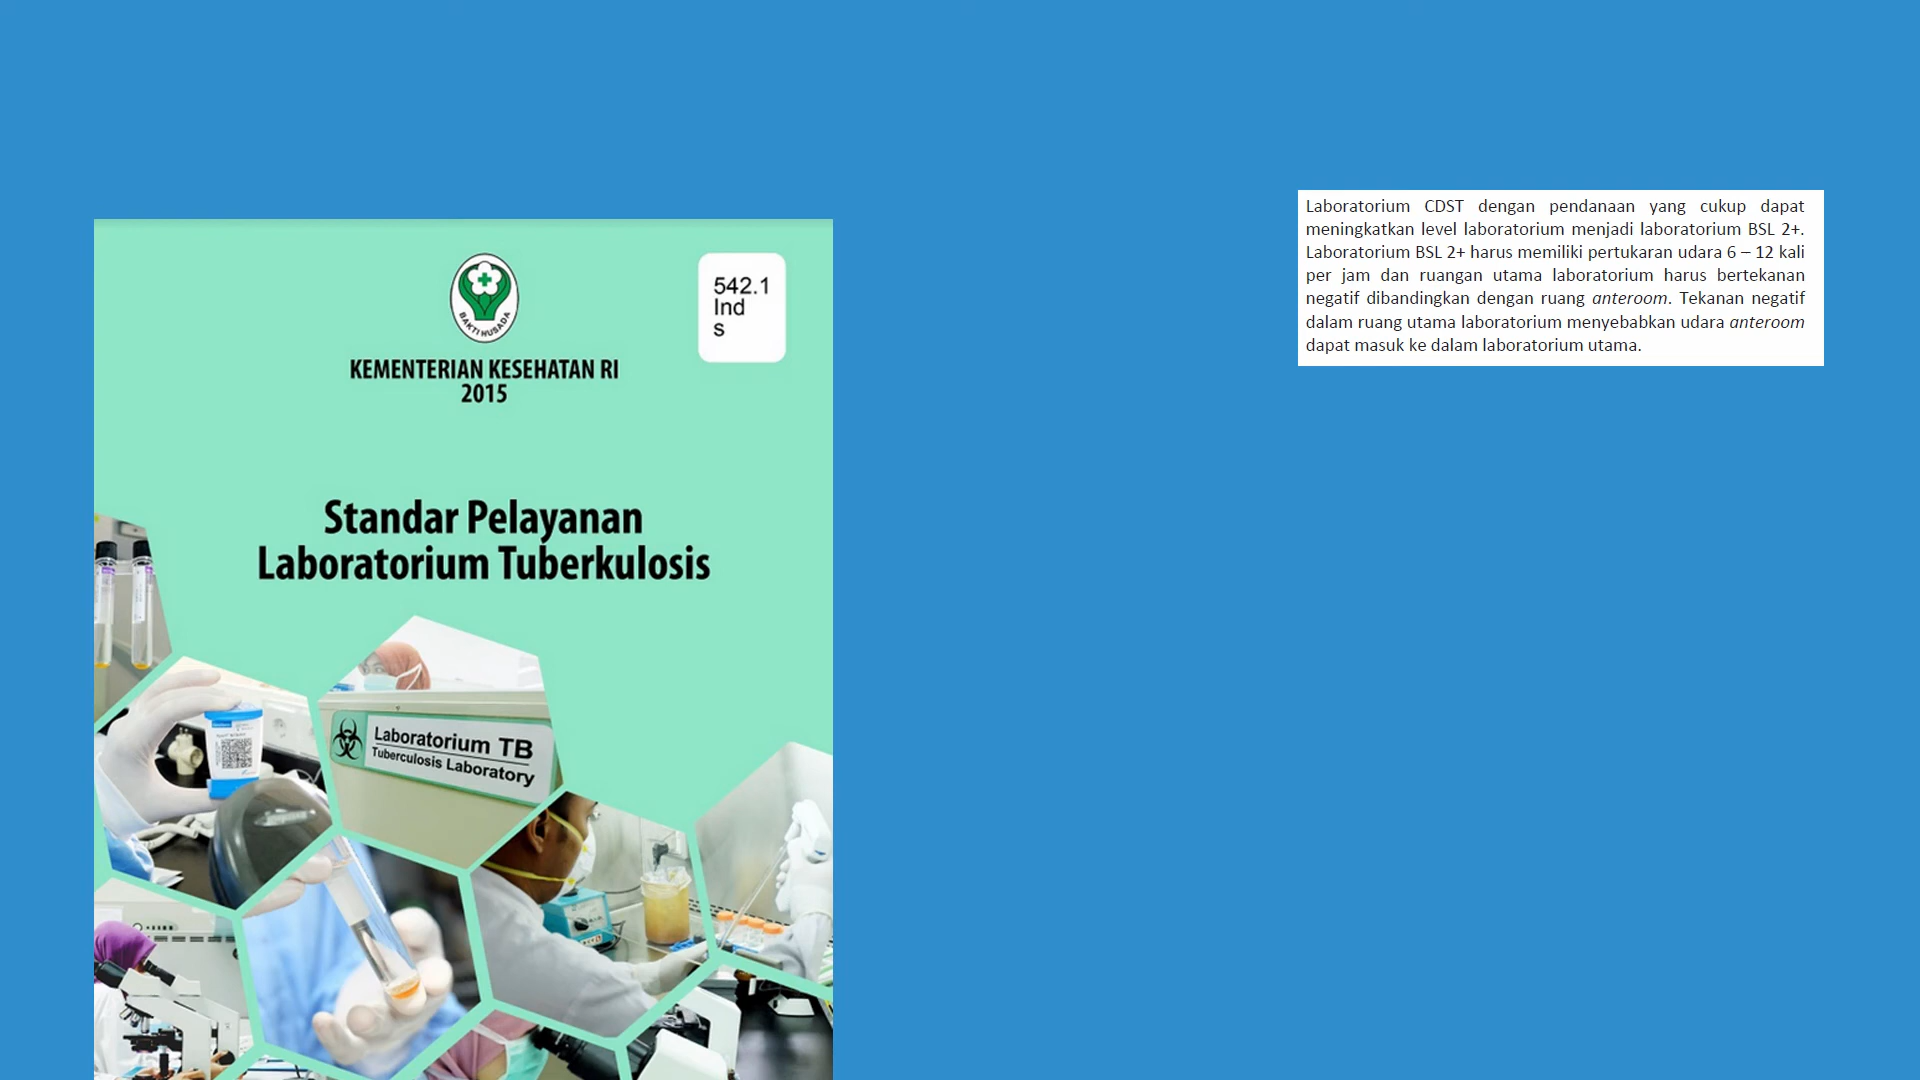 BAKTI HUSADA
542.1
Ind
s
KEMENTERIAN KESEHATAN RI
2015
Standar Pelayanan
Laboratorium Tuberkulosis
Laboratorium TB
Tuberculosis Laboratory
Laboratorium CDST dengan pendanaan yang cukup dapat
meningkatkan level laboratorium menjadi laboratorium BSL 2+.
Laboratorium BSL 2+ harus memiliki pertukaran udara 6 – 12 kali
per jam dan ruangan utama laboratorium harus bertekanan
negatif dibandingkan dengan ruang anteroom. Tekanan negatif
dalam ruang utama laboratorium menyebabkan udara anteroom
dapat masuk ke dalam laboratorium utama.